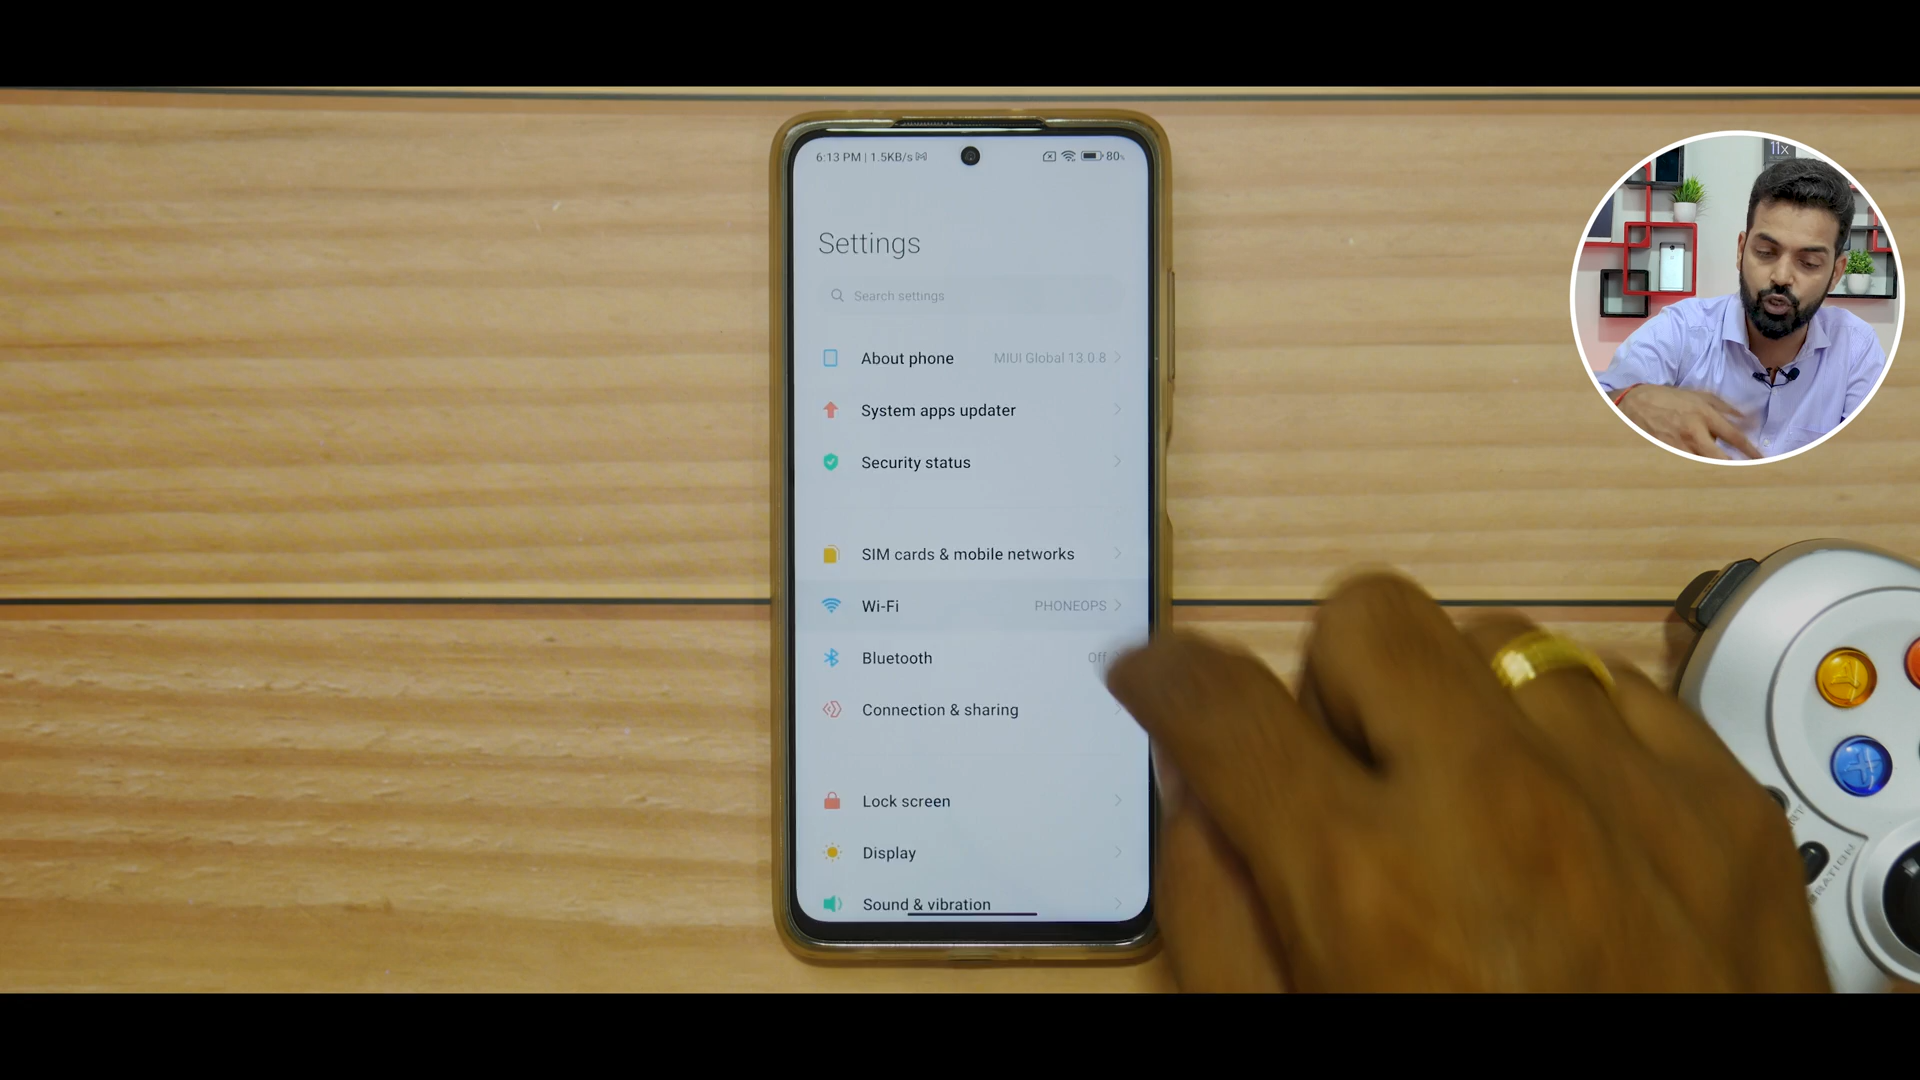 11x
6:13 PM | 1.5KB/s
80%
Settings
Search settings
About phone MIUI Global 13.0.8
System apps updater
Security status
SIM cards & mobile networks
Wi-Fi PHONEOPS
Bluetooth Off
Connection & sharing
Lock screen
Display
Sound & vibration